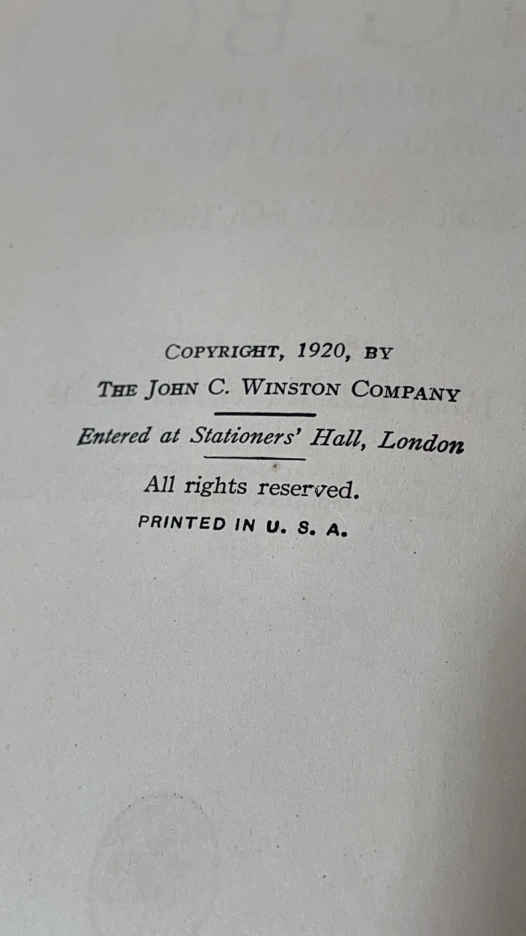 COPYRIGHT, 1920, BY
THE JOHN C. WINSTON COMPANY
Entered at Stationers' Hall, London
All rights reserved.
PRINTED IN U. S. A.